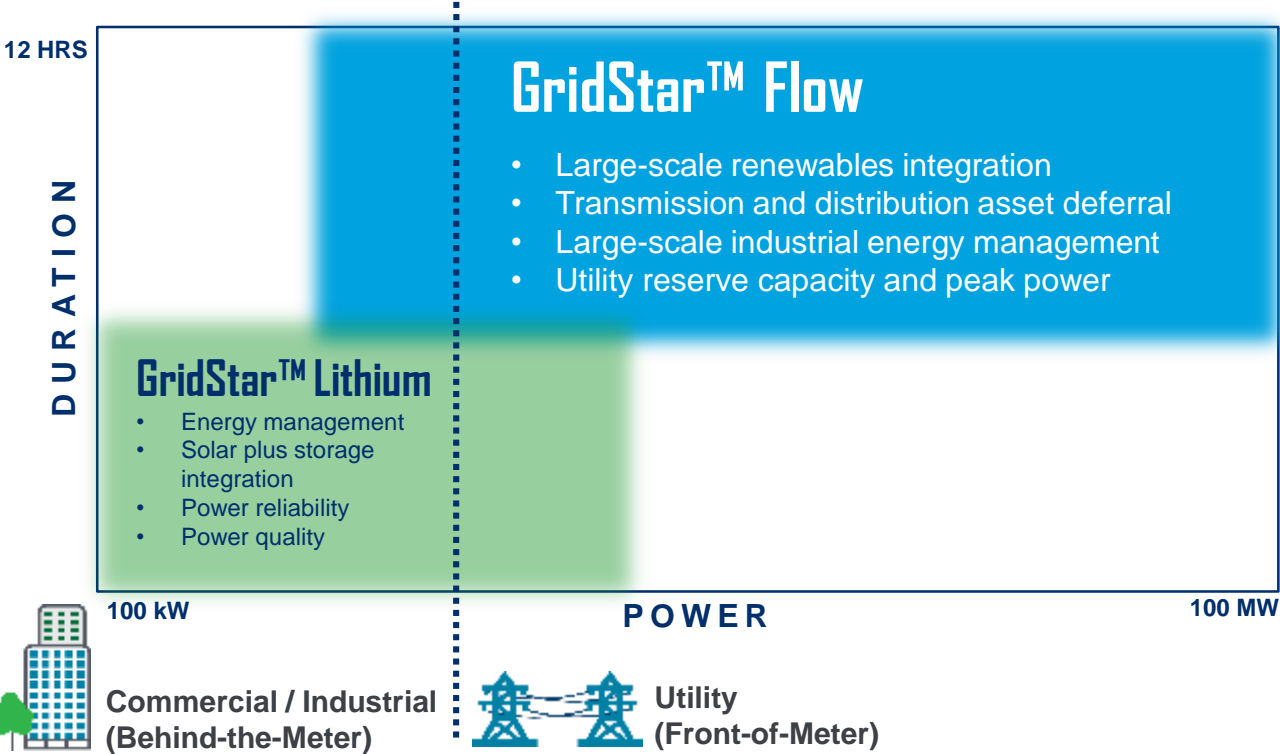 12 HRS
DURATION
GridStar™ Flow
• Large-scale renewables integration
• Transmission and distribution asset deferral
• Large-scale industrial energy management
• Utility reserve capacity and peak power
GridStar™ Lithium
• Energy management
• Solar plus storage
integration
• Power reliability
• Power quality
100 kW
POWER
100 MW
Commercial / Industrial
(Behind-the-Meter)
Utility
(Front-of-Meter)